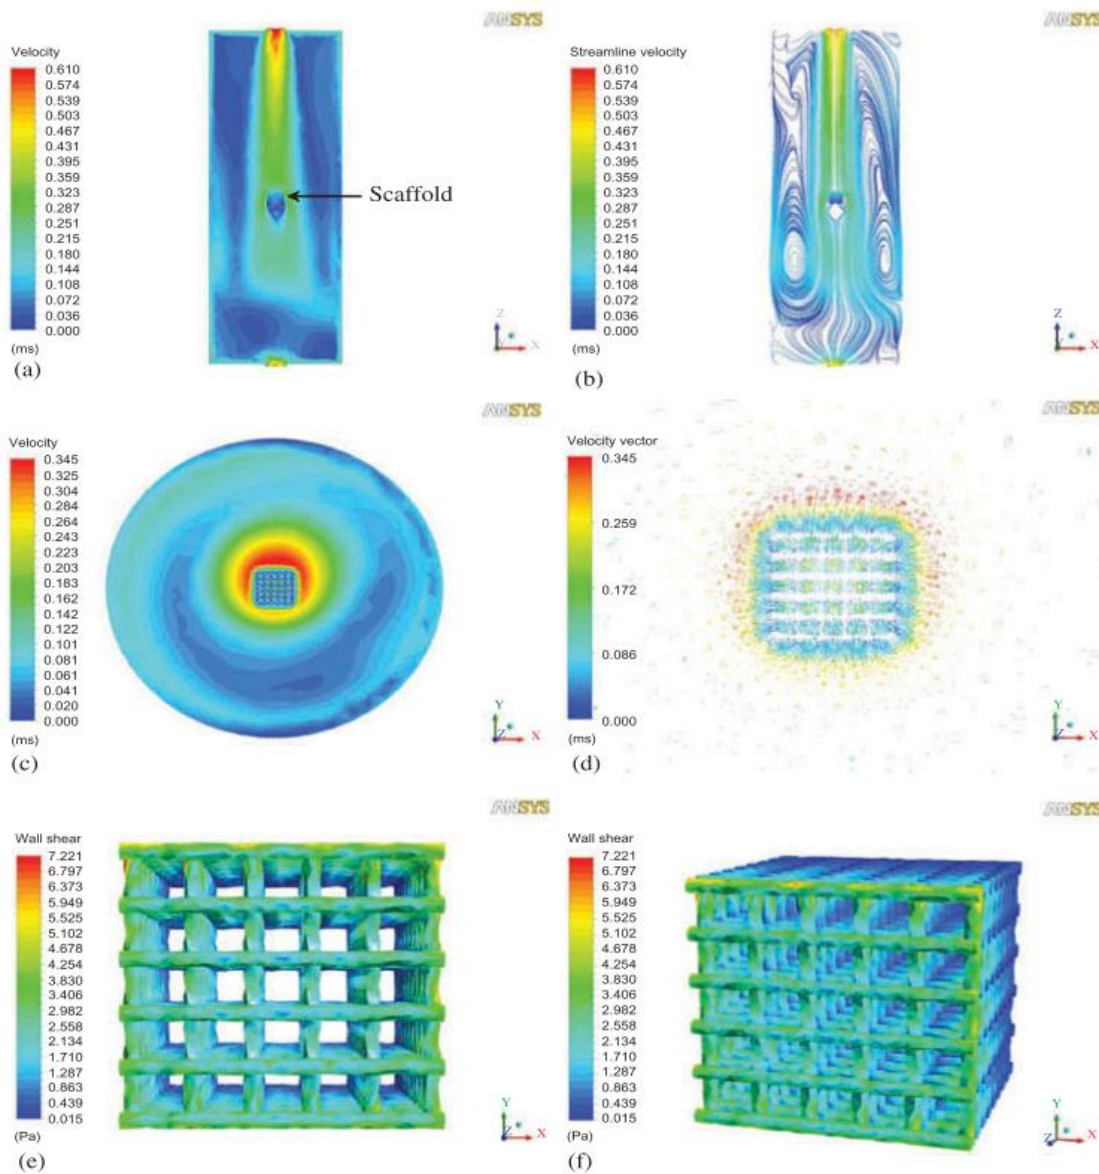 ANSYS
Velocity
0.610
0.574
0.539
0.467
0.431
0.395
0.359
0.323
0.287
0.251
0.215
0.180
0.144
0.108
0.072
0.036
0.000
(ms)
Scaffold
Z
X
(a)
ANSYS
Streamline velocity
0.610
0.574
0.539
0.467
0.431
0.395
0.359
0.323
0.287
0.251
0.215
0.180
0.144
0.108
0.072
0.036
0.000
(ms)
Z
X
(b)
ANSYS
Velocity
0.345
0.325
0.304
0.284
0.264
0.243
0.223
0.203
0.183
0.162
0.142
0.122
0.101
0.081
0.061
0.041
0.020
0.000
(ms)
Y
Z
X
(c)
ANSYS
Velocity vector
0.345
0.259
0.172
0.086
0.000
(ms)
Y
Z
X
(d)
ANSYS
Wall shear
7.221
6.797
6.373
5.949
5.525
5.102
4.678
4.254
3.830
3.406
2.982
2.558
2.134
1.710
1.287
0.863
0.439
0.015
(Pa)
Y
Z
X
(e)
ANSYS
Wall shear
7.221
6.797
6.373
5.949
5.525
5.102
4.678
4.254
3.830
3.406
2.982
2.558
2.134
1.710
1.287
0.863
0.439
0.015
(Pa)
Y
Z
X
(f)